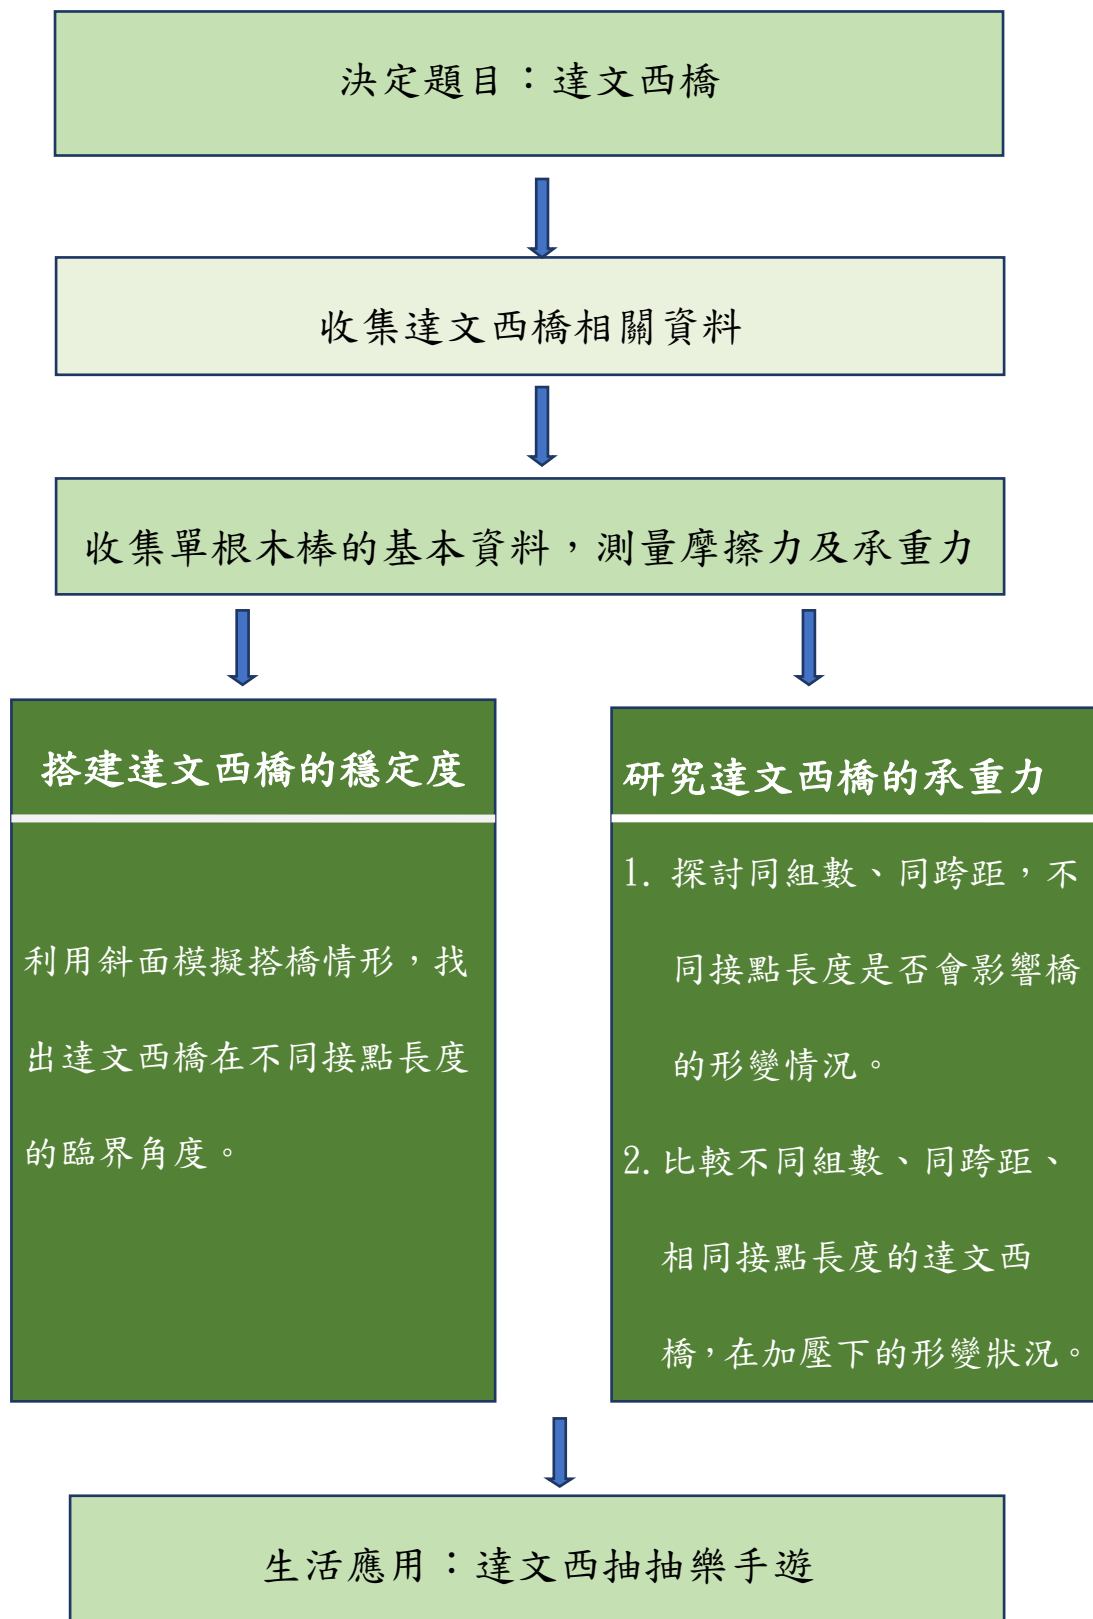 決定題目：達文西橋
收集達文西橋相關資料
收集單根木棒的基本資料，測量摩擦力及承重力
搭建達文西橋的穩定度
利用斜面模擬搭橋情形，找
出達文西橋在不同接點長度
的臨界角度。
研究達文西橋的承重力
1. 探討同組數、同跨距，不
同接點長度是否會影響橋
的形變情況。
2. 比較不同組數、同跨距、
相同接點長度的達文西
橋，在加壓下的形變狀況。
生活應用：達文西抽抽樂手遊